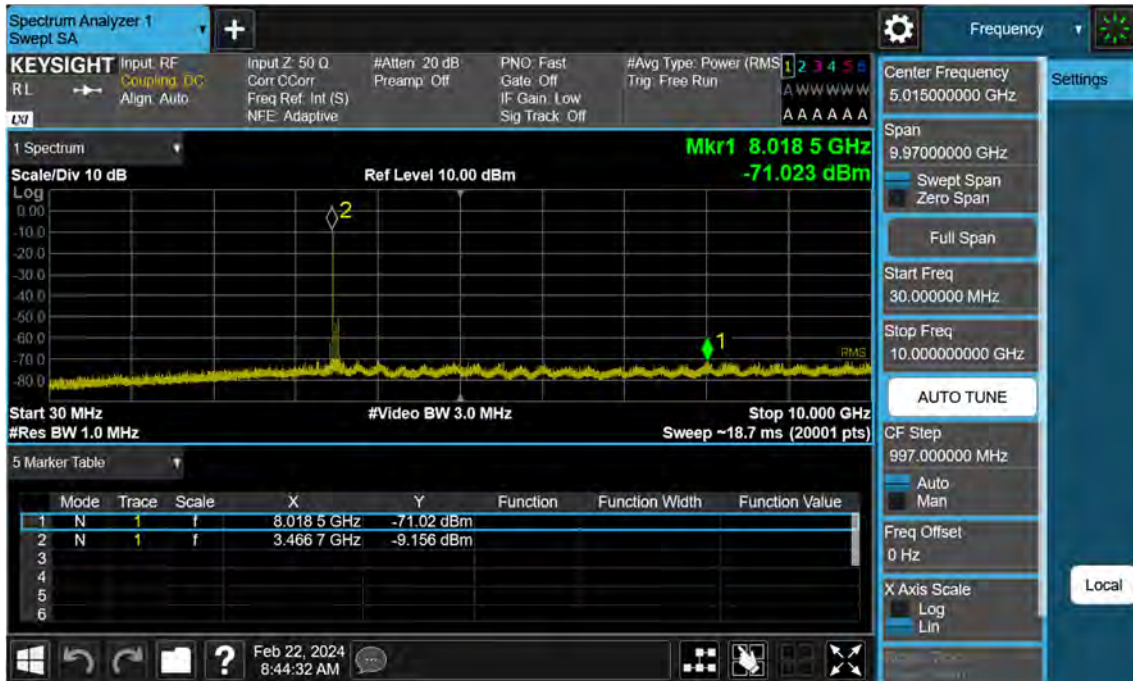 Spectrum Analyzer 1
Swept SA
+
Frequency
KEYSIGHT
RL
LXI
Input: RF
Coupling: DC
Align: Auto
Input Z: 50 Ω
Corr CCorr
Freq Ref: Int (S)
NFE: Adaptive
#Atten: 20 dB
Preamp: Off
PNO: Fast
Gate: Off
IF Gain: Low
Sig Track: Off
#Avg Type: Power (RMS
Trig: Free Run
1 2 3 4 5 6
A W W W W W
A A A A A A
1 Spectrum
Mkr1 8.018 5 GHz
-71.023 dBm
Scale/Div 10 dB
Ref Level 10.00 dBm
Log
0.00
-10.0
-20.0
-30.0
-40.0
-50.0
-60.0
-70.0
-80.0
2
1
RMS
Start 30 MHz
#Video BW 3.0 MHz
Stop 10.000 GHz
#Res BW 1.0 MHz
Sweep ~18.7 ms (20001 pts)
5 Marker Table
Mode Trace Scale X Y Function Function Width Function Value
1 N 1 f 8.018 5 GHz -71.02 dBm
2 N 1 f 3.466 7 GHz -9.156 dBm
3
4
5
6
Feb 22, 2024
8:44:32 AM
?
Center Frequency
5.015000000 GHz
Span
9.97000000 GHz
Swept Span
Zero Span
Full Span
Start Freq
30.000000 MHz
Stop Freq
10.000000000 GHz
AUTO TUNE
CF Step
997.000000 MHz
Auto
Man
Freq Offset
0 Hz
X Axis Scale
Log
Lin
Settings
Local